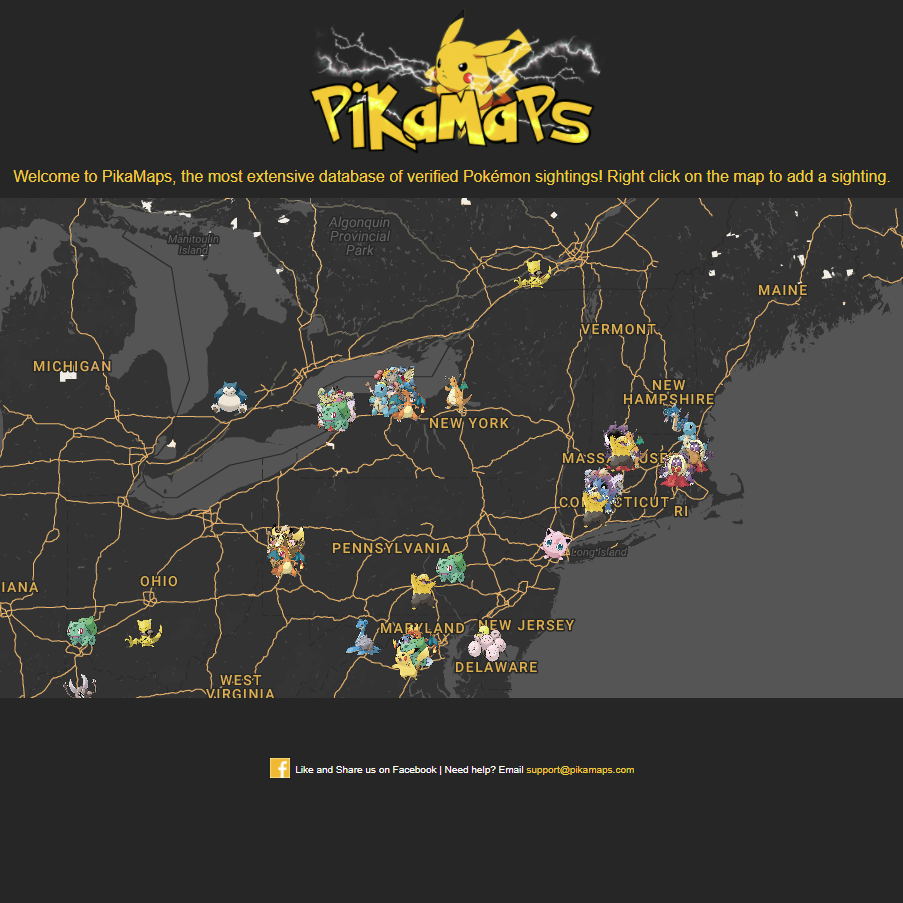 PiKaMaPs
Welcome to PikaMaps, the most extensive database of verified Pokémon sightings! Right click on the map to add a sighting.
Manitoulin
Island
Algonquin
Provincial
Park
MAINE
VERMONT
MICHIGAN
NEW
HAMPSHIRE
NEW YORK
MASS USE
CO CTICUT
RI
Long Island
PENNSYLVANIA
OHIO
IANA
MARYLAND
NEW JERSEY
DELAWARE
WEST
VIRGINIA
Like and Share us on Facebook | Need help? Email support@pikamaps.com